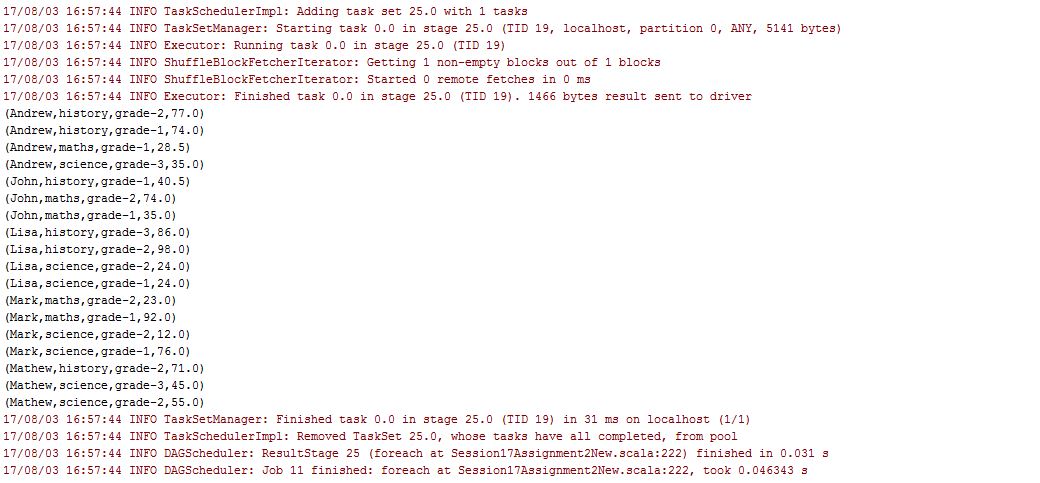 17/08/03 16:57:44 INFO TaskSchedulerImpl: Adding task set 25.0 with 1 tasks
17/08/03 16:57:44 INFO TaskSetManager: Starting task 0.0 in stage 25.0 (TID 19, localhost, partition 0, ANY, 5141 bytes)
17/08/03 16:57:44 INFO Executor: Running task 0.0 in stage 25.0 (TID 19)
17/08/03 16:57:44 INFO ShuffleBlockFetcherIterator: Getting 1 non-empty blocks out of 1 blocks
17/08/03 16:57:44 INFO ShuffleBlockFetcherIterator: Started 0 remote fetches in 0 ms
17/08/03 16:57:44 INFO Executor: Finished task 0.0 in stage 25.0 (TID 19). 1466 bytes result sent to driver
(Andrew,history,grade-2,77.0)
(Andrew,history,grade-1,74.0)
(Andrew,maths,grade-1,28.5)
(Andrew,science,grade-3,35.0)
(John,history,grade-1,40.5)
(John,maths,grade-2,74.0)
(John,maths,grade-1,35.0)
(Lisa,history,grade-3,86.0)
(Lisa,history,grade-2,98.0)
(Lisa,science,grade-2,24.0)
(Lisa,science,grade-1,24.0)
(Mark,maths,grade-2,23.0)
(Mark,maths,grade-1,92.0)
(Mark,science,grade-2,12.0)
(Mark,science,grade-1,76.0)
(Mathew,history,grade-2,71.0)
(Mathew,science,grade-3,45.0)
(Mathew,science,grade-2,55.0)
17/08/03 16:57:44 INFO TaskSetManager: Finished task 0.0 in stage 25.0 (TID 19) in 31 ms on localhost (1/1)
17/08/03 16:57:44 INFO TaskSchedulerImpl: Removed TaskSet 25.0, whose tasks have all completed, from pool
17/08/03 16:57:44 INFO DAGScheduler: ResultStage 25 (foreach at Session17Assignment2New.scala:222) finished in 0.031 s
17/08/03 16:57:44 INFO DAGScheduler: Job 11 finished: foreach at Session17Assignment2New.scala:222, took 0.046343 s